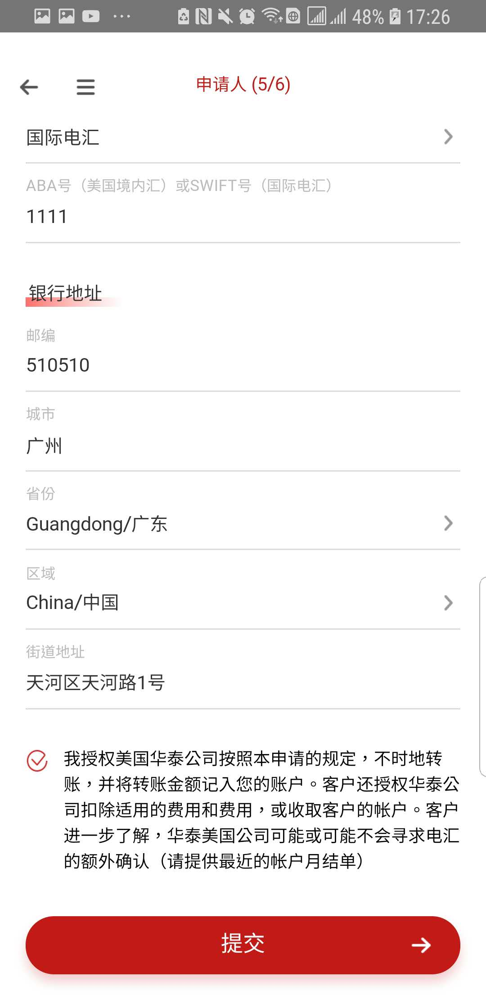 48% 17:26
申请人 (5/6)
国际电汇
ABA号（美国境内汇）或SWIFT号（国际电汇）
1111
银行地址
邮编
510510
城市
广州
省份
Guangdong/广东
区域
China/中国
街道地址
天河区天河路1号
我授权美国华泰公司按照本申请的规定，不时地转
账，并将转账金额记入您的账户。客户还授权华泰公
司扣除适用的费用和费用，或收取客户的帐户。客户
进一步了解，华泰美国公司可能或可能不会寻求电汇
的额外确认（请提供最近的帐户月结单）
提交